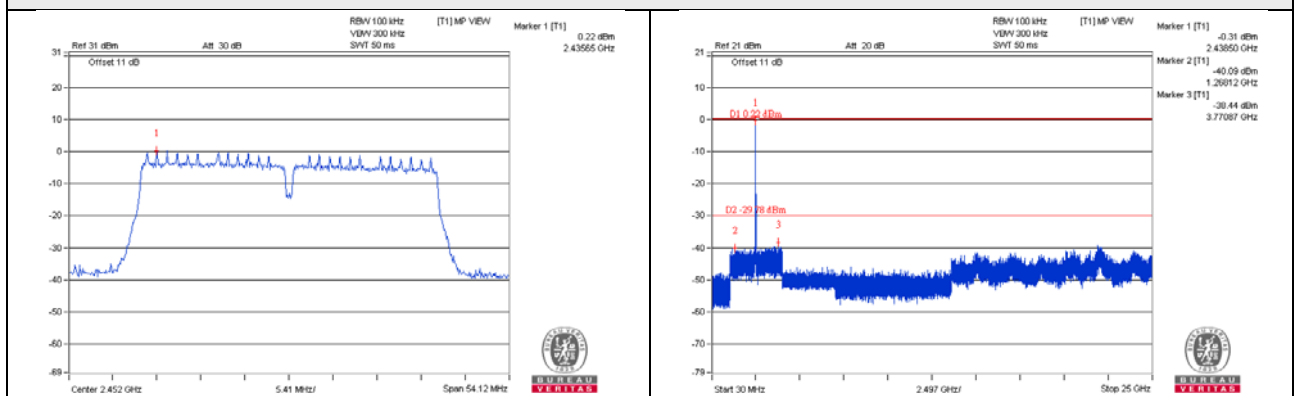 RBW 100 kHz
[T1] MP VIEW
Marker 1 [T1]
VBW 300 kHz
0.22 dBm
Ref 31 dBm
Att 30 dB
SWT 50 ms
2.43565 GHz
31
Offset 11 dB
20
10
1
0
-10
-20
-30
-40
-50
-60
-69
Center 2.452 GHz
5.41 MHz/
Span 54.12 MHz
BUREAU
VERITAS
RBW 100 kHz
[T1] MP VIEW
Marker 1 [T1]
VBW 300 kHz
-0.31 dBm
Ref 21 dBm
Att 20 dB
SWT 50 ms
2.43850 GHz
21
Offset 11 dB
Marker 2 [T1]
-40.09 dBm
1.26812 GHz
Marker 3 [T1]
-38.44 dBm
3.77087 GHz
10
1
D1 0.22 dBm
0
-10
-20
D2 -29.78 dBm
-30
2
3
-40
-50
-60
-70
-79
Start 30 MHz
2.497 GHz/
Stop 25 GHz
BUREAU
VERITAS